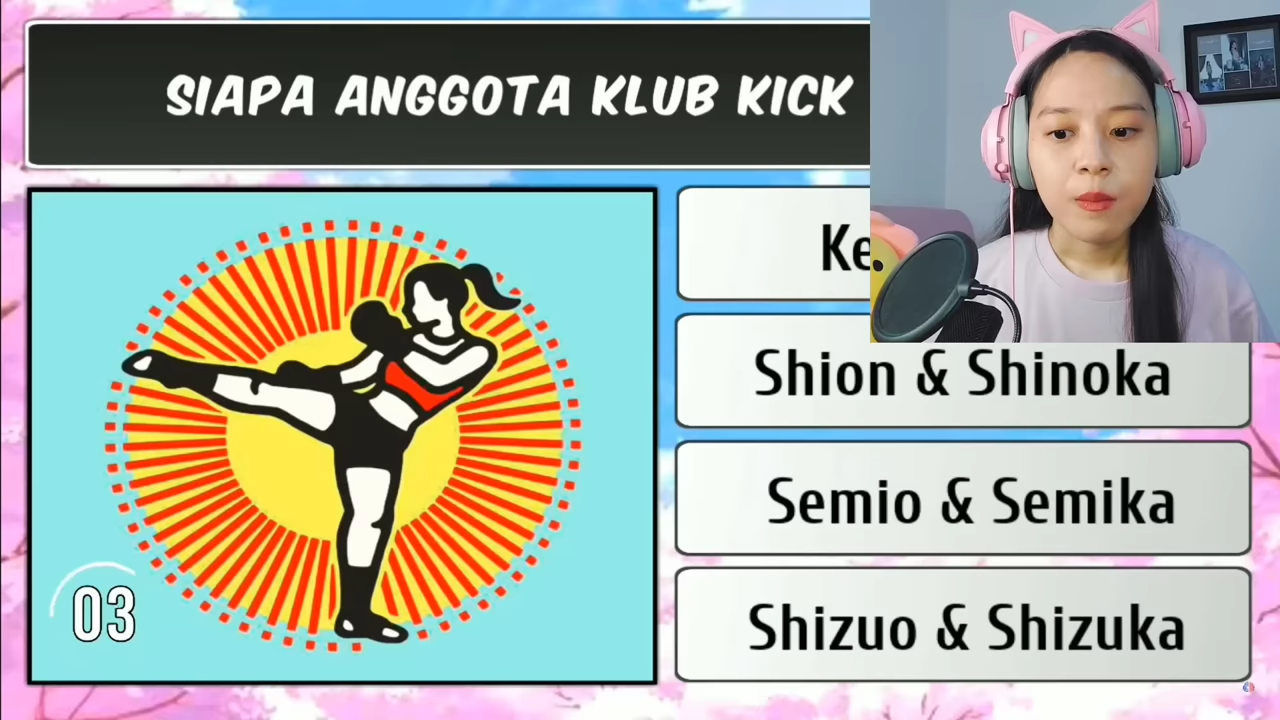 SIAPA ANGGOTA KLUB KICK
Ke
Shion & Shinoka
Semio & Semika
Shizuo & Shizuka
03